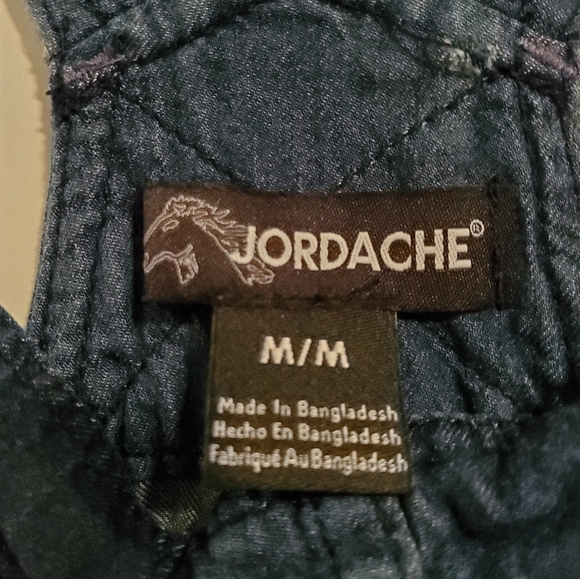 JORDACHE®
M/M
Made In Bangladesh
Hecho En Bangladesh
Fabriqué Au Bangladesh